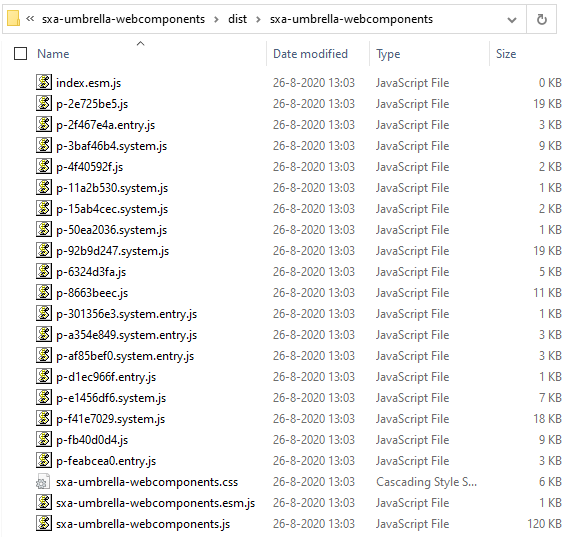 « sxa-umbrella-webcomponents > dist > sxa-umbrella-webcomponents
Name Date modified Type Size
index.esm.js 26-8-2020 13:03 JavaScript File 0 KB
p-2e725be5.js 26-8-2020 13:03 JavaScript File 19 KB
p-2f467e4a.entry.js 26-8-2020 13:03 JavaScript File 3 KB
p-3baf46b4.system.js 26-8-2020 13:03 JavaScript File 9 KB
p-4f40592f.js 26-8-2020 13:03 JavaScript File 2 KB
p-11a2b530.system.js 26-8-2020 13:03 JavaScript File 1 KB
p-15ab4cec.system.js 26-8-2020 13:03 JavaScript File 2 KB
p-50ea2036.system.js 26-8-2020 13:03 JavaScript File 1 KB
p-92b9d247.system.js 26-8-2020 13:03 JavaScript File 19 KB
p-6324d3fa.js 26-8-2020 13:03 JavaScript File 5 KB
p-8663beec.js 26-8-2020 13:03 JavaScript File 11 KB
p-301356e3.system.entry.js 26-8-2020 13:03 JavaScript File 1 KB
p-a354e849.system.entry.js 26-8-2020 13:03 JavaScript File 3 KB
p-af85bef0.system.entry.js 26-8-2020 13:03 JavaScript File 3 KB
p-d1ec966f.entry.js 26-8-2020 13:03 JavaScript File 1 KB
p-e1456df6.system.js 26-8-2020 13:03 JavaScript File 7 KB
p-f41e7029.system.js 26-8-2020 13:03 JavaScript File 18 KB
p-fb40d0d4.js 26-8-2020 13:03 JavaScript File 9 KB
p-feabcea0.entry.js 26-8-2020 13:03 JavaScript File 3 KB
sxa-umbrella-webcomponents.css 26-8-2020 13:03 Cascading Style S... 6 KB
sxa-umbrella-webcomponents.esm.js 26-8-2020 13:03 JavaScript File 1 KB
sxa-umbrella-webcomponents.js 26-8-2020 13:03 JavaScript File 120 KB